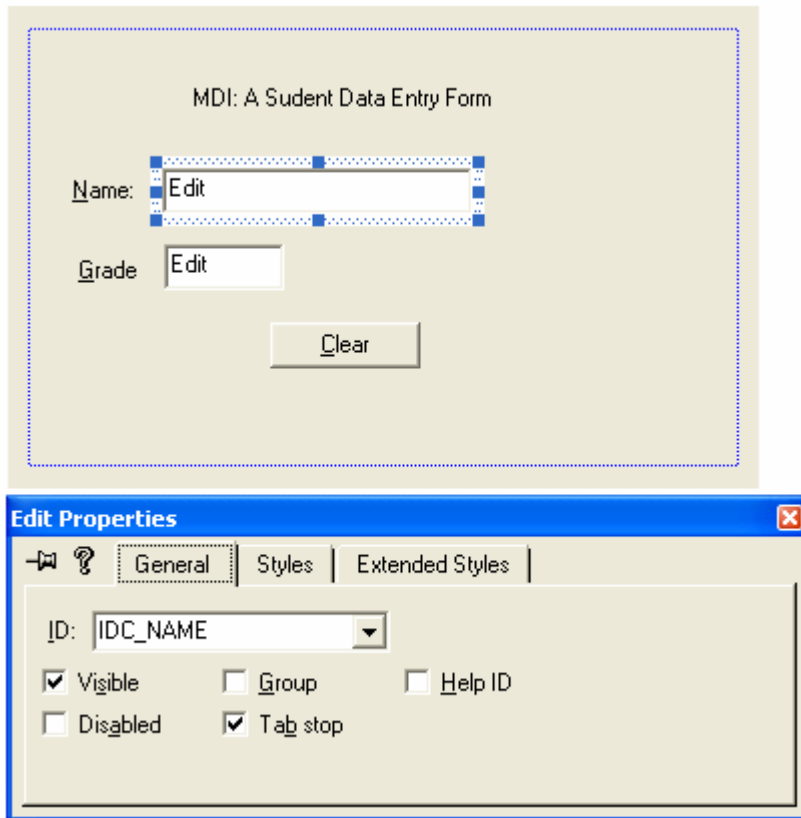 MDI: A Sudent Data Entry Form
Name: Edit
Grade Edit
Clear
Edit Properties
General Styles Extended Styles
ID: IDC_NAME
Visible Group Help ID
Disabled Tab stop